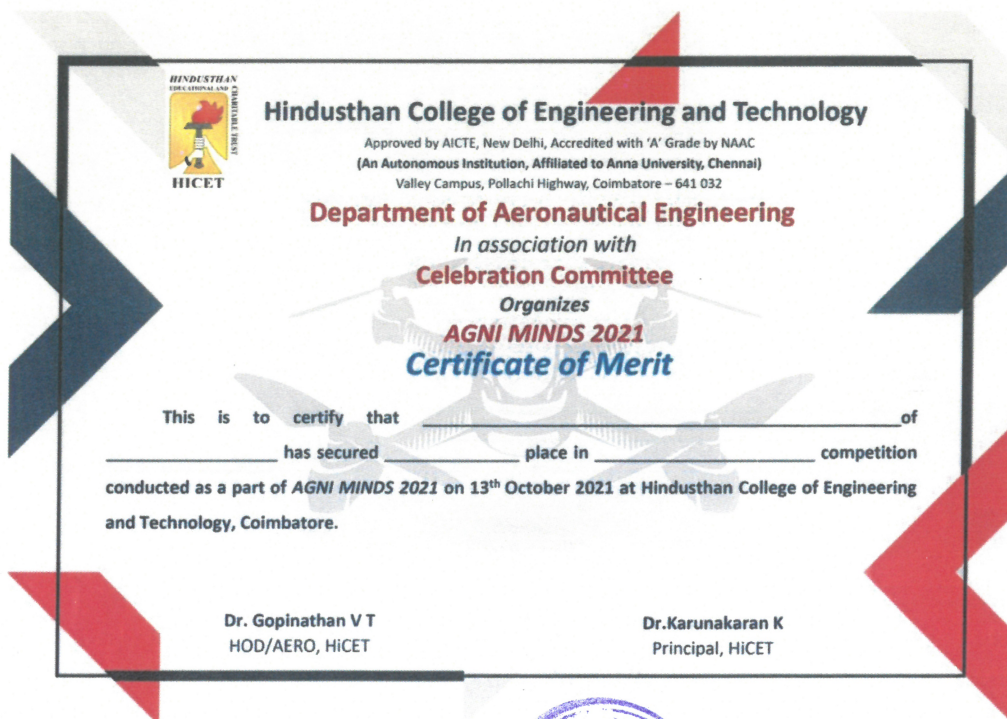 HINDUSTHAN
EDUCATIONAL AND
CHARITABLE TRUST
HICET
Hindusthan College of Engineering and Technology
Approved by AICTE, New Delhi, Accredited with ‘A’ Grade by NAAC
(An Autonomous Institution, Affiliated to Anna University, Chennai)
Valley Campus, Pollachi Highway, Coimbatore – 641 032
Department of Aeronautical Engineering
In association with
Celebration Committee
Organizes
AGNI MINDS 2021
Certificate of Merit
This is to certify that ______________________________of
____________ has secured __________ place in ______________ competition
conducted as a part of AGNI MINDS 2021 on 13th October 2021 at Hindusthan College of Engineering
and Technology, Coimbatore.
Dr. Gopinathan V T
HOD/AERO, HiCET
Dr.Karunakaran K
Principal, HiCET